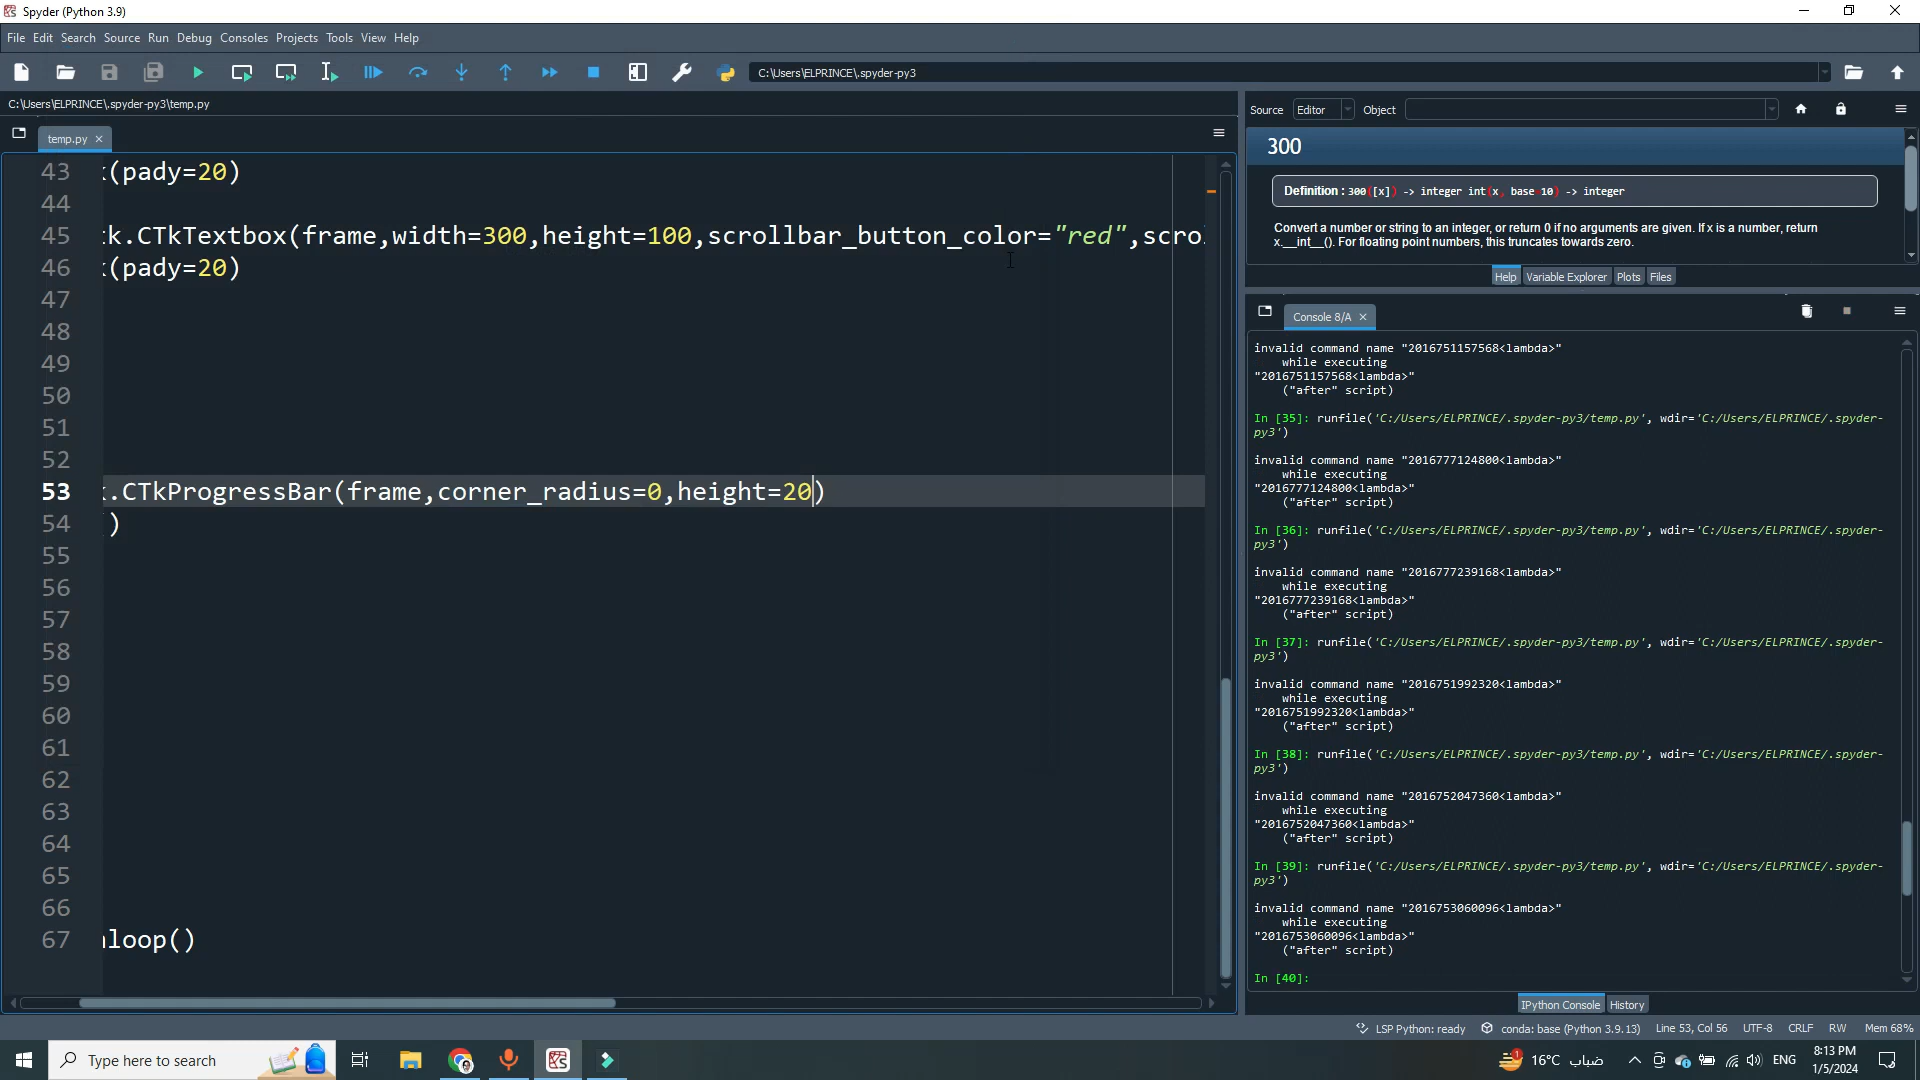 Spyder (Python 3.9)
File Edit Search Source Run Debug Consoles Projects Tools View Help
C:\Users\ELPRINCE\.spyder-py3
C:\Users\ELPRINCE\.spyder-py3\temp.py
temp.py
43 k(pady=20)
44
45 tk.CTkTextbox(frame,width=300,height=100,scrollbar_button_color="red",scrol
46 k(pady=20)
47
48
49
50
51
52
53 k.CTkProgressBar(frame,corner_radius=0,height=20)
54 ()
55
56
57
58
59
60
61
62
63
64
65
66
67 nloop()
Source Editor Object
300
Definition : 300([x]) -> integer int(x, base=10) -> integer
Convert a number or string to an integer, or return 0 if no arguments are given. If x is a number, return
x.__int__(). For floating point numbers, this truncates towards zero.
Help Variable Explorer Plots Files
Console 8/A
invalid command name "2016751157568<lambda>"
while executing
"2016751157568<lambda>"
("after" script)
In [35]: runfile('C:/Users/ELPRINCE/.spyder-py3/temp.py', wdir='C:/Users/ELPRINCE/.spyder-
py3')
invalid command name "2016777124800<lambda>"
while executing
"2016777124800<lambda>"
("after" script)
In [36]: runfile('C:/Users/ELPRINCE/.spyder-py3/temp.py', wdir='C:/Users/ELPRINCE/.spyder-
py3')
invalid command name "2016777239168<lambda>"
while executing
"2016777239168<lambda>"
("after" script)
In [37]: runfile('C:/Users/ELPRINCE/.spyder-py3/temp.py', wdir='C:/Users/ELPRINCE/.spyder-
py3')
invalid command name "2016751992320<lambda>"
while executing
"2016751992320<lambda>"
("after" script)
In [38]: runfile('C:/Users/ELPRINCE/.spyder-py3/temp.py', wdir='C:/Users/ELPRINCE/.spyder-
py3')
invalid command name "2016752047360<lambda>"
while executing
"2016752047360<lambda>"
("after" script)
In [39]: runfile('C:/Users/ELPRINCE/.spyder-py3/temp.py', wdir='C:/Users/ELPRINCE/.spyder-
py3')
invalid command name "2016753060096<lambda>"
while executing
"2016753060096<lambda>"
("after" script)
In [40]:
IPython Console History
LSP Python: ready conda: base (Python 3.9.13) Line 53, Col 56 UTF-8 CRLF RW Mem 68%
Type here to search
1 16°C ضباب ENG 8:13 PM
1/5/2024